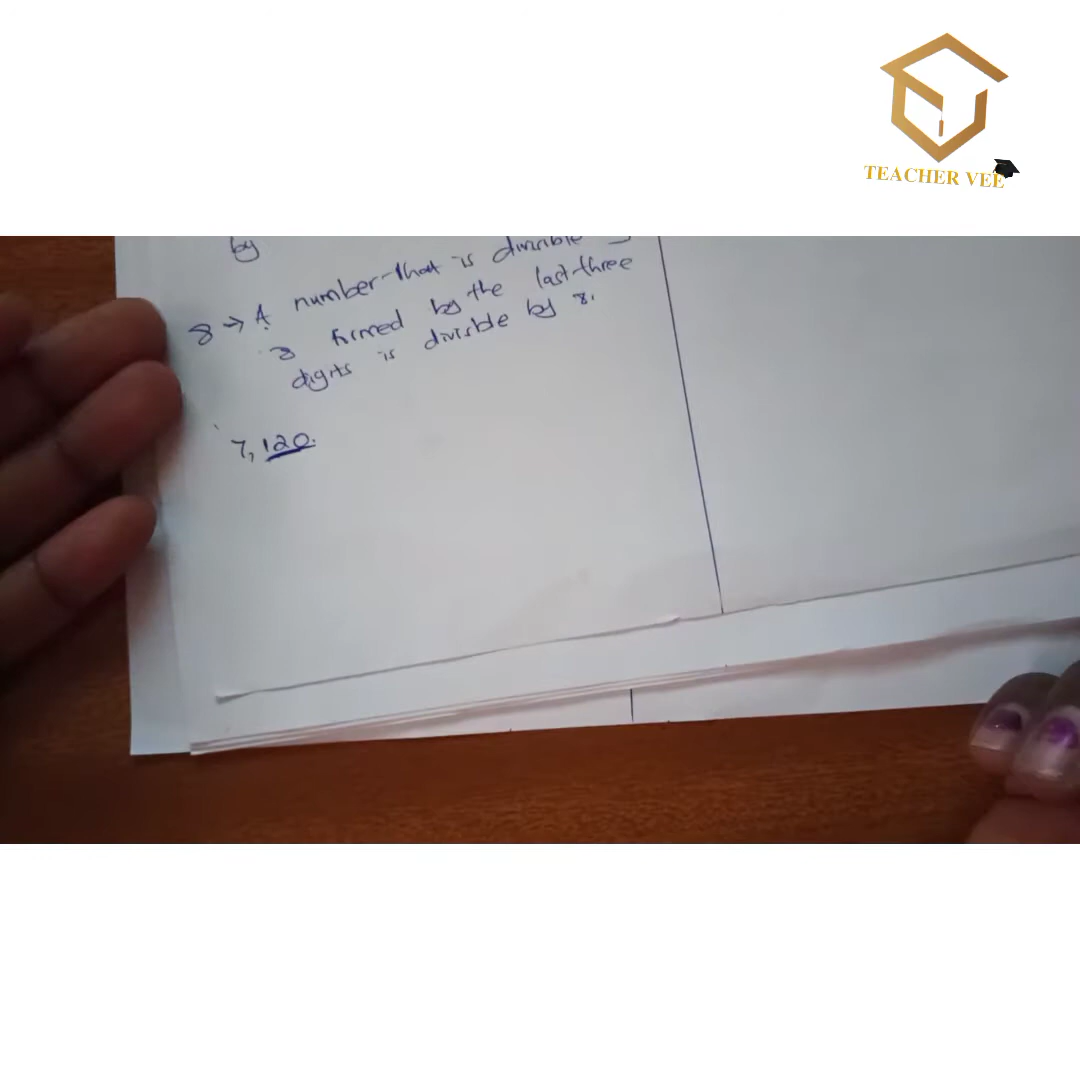 TEACHER VEE
by
8 → A number that is divisible
is formed by the last three
digits is divisible by 8.
7,120.